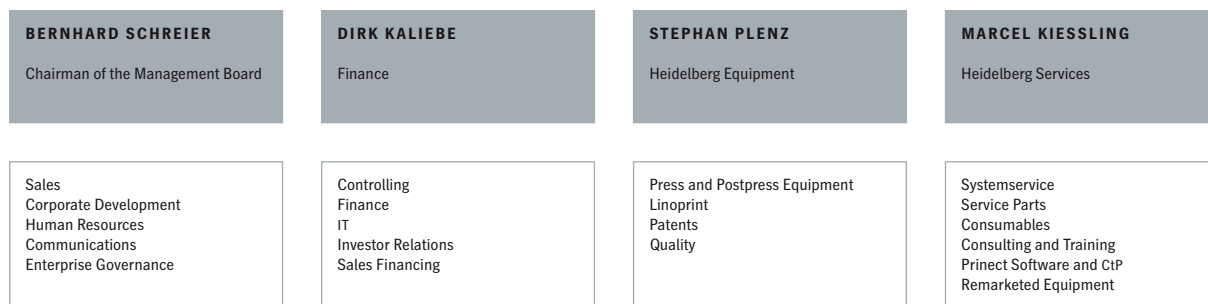 BERNHARD SCHREIER
Chairman of the Management Board
DIRK KALIEBE
Finance
STEPHAN PLENZ
Heidelberg Equipment
MARCEL KIESSLING
Heidelberg Services
Sales
Corporate Development
Human Resources
Communications
Enterprise Governance
Controlling
Finance
IT
Investor Relations
Sales Financing
Press and Postpress Equipment
Linoprint
Patents
Quality
Systemservice
Service Parts
Consumables
Consulting and Training
Prinect Software and CtP
Remarketed Equipment